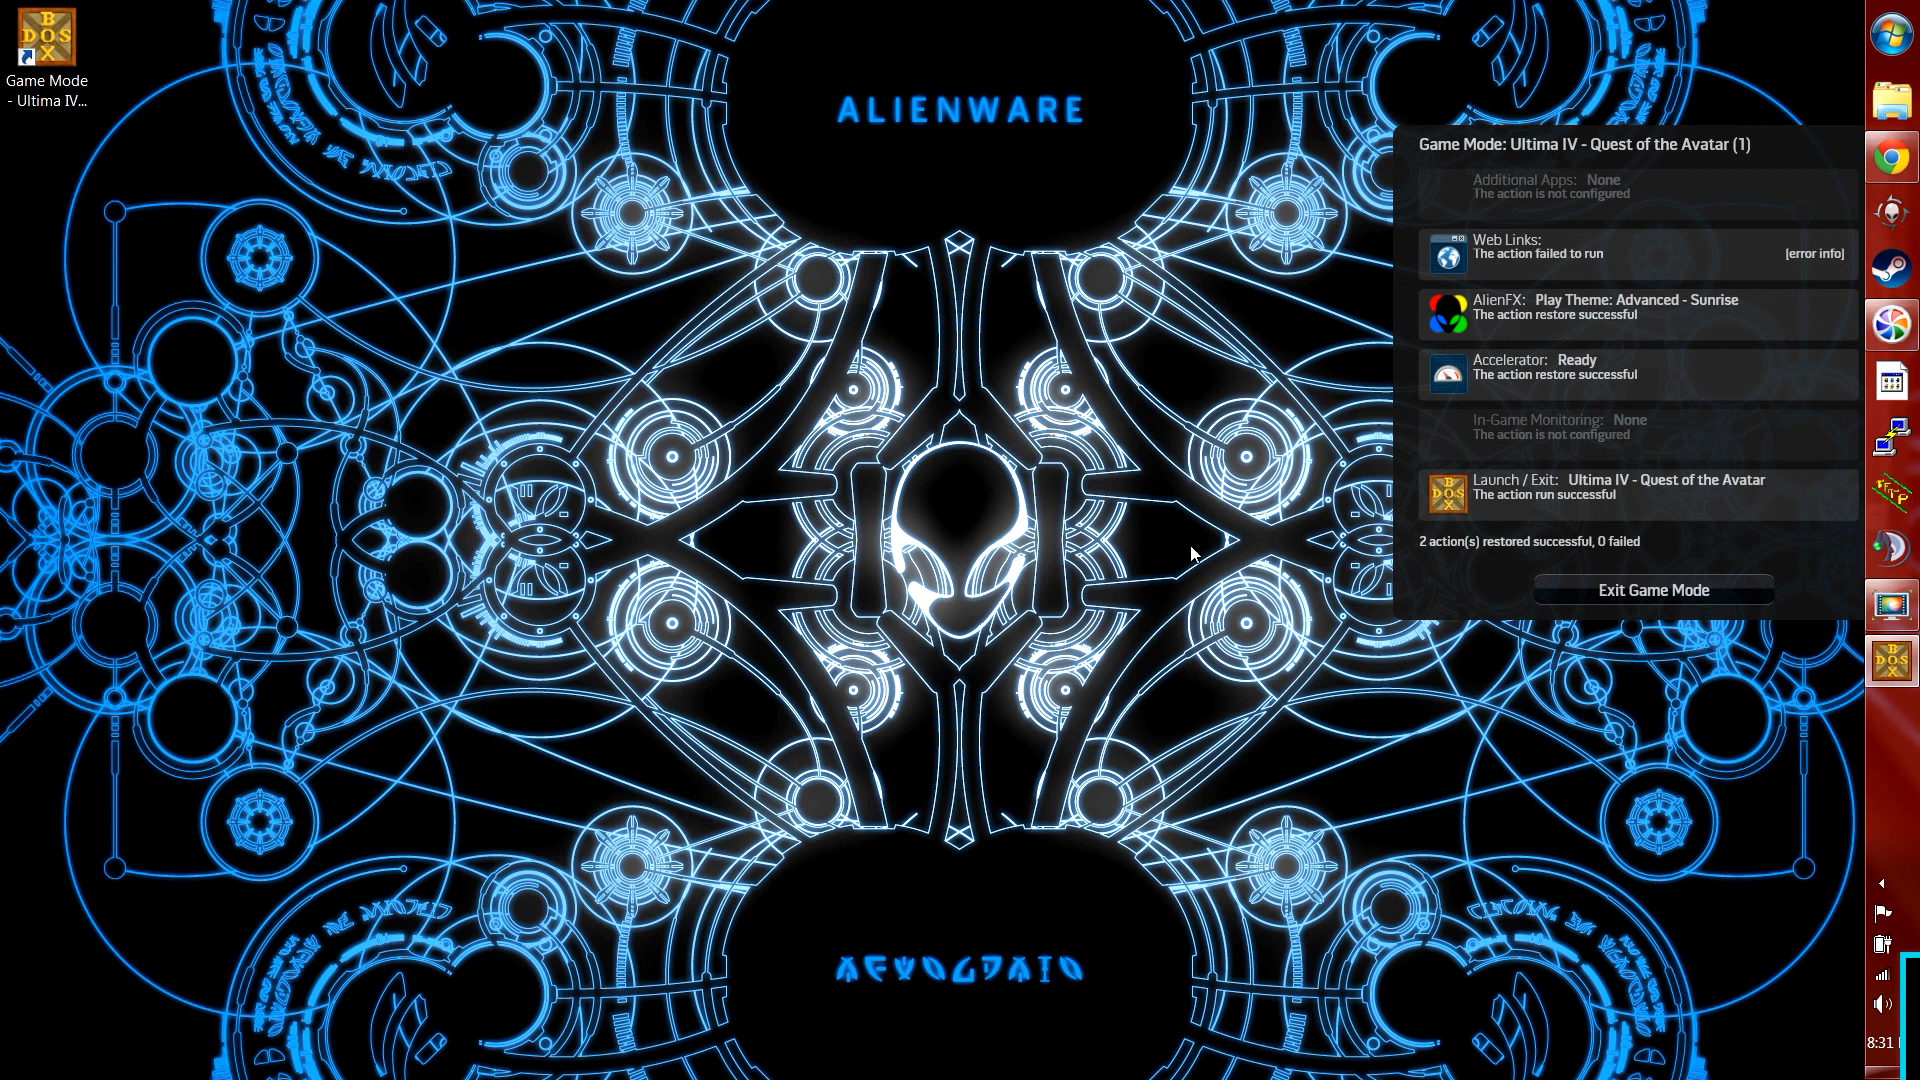 BDOSX
Game Mode
- Ultima IV...
ALIENWARE
Game Mode: Ultima IV - Quest of the Avatar (1)
Additional Apps: None
The action is not configured
Web Links:
The action failed to run [error info]
AlienFX: Play Theme: Advanced - Sunrise
The action restore successful
Accelerator: Ready
The action restore successful
In-Game Monitoring: None
The action is not configured
BDOSX
Launch / Exit: Ultima IV - Quest of the Avatar
The action run successful
2 action(s) restored successful, 0 failed
Exit Game Mode
TFTP
BDOSX
8:31